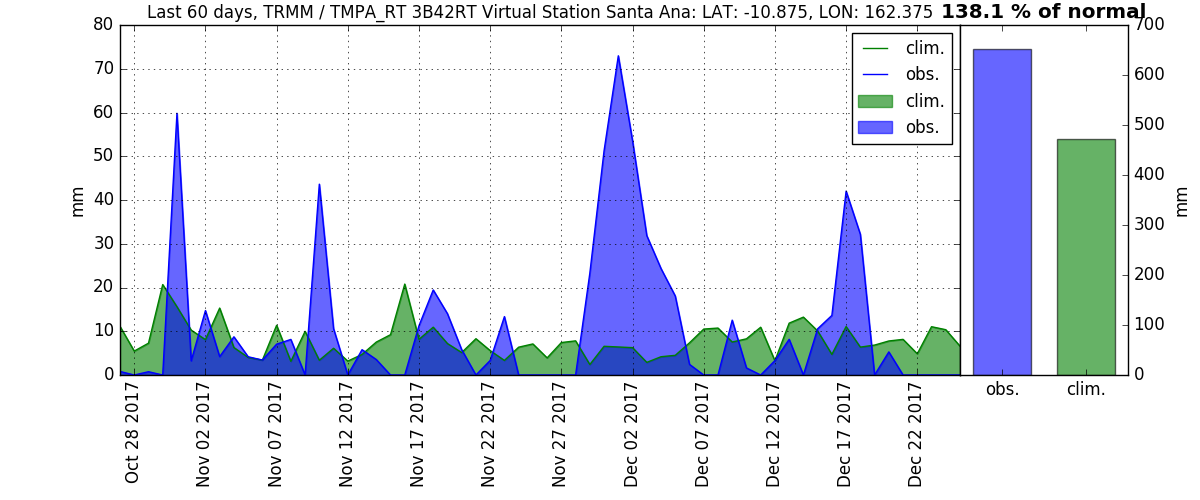 Last 60 days, TRMM / TMPA_RT 3B42RT Virtual Station Santa Ana: LAT: -10.875, LON: 162.375 138.1 % of normal
80
70
60
50
40
30
20
10
0
mm
clim.
obs.
clim.
obs.
700
600
500
400
300
200
100
0
mm
obs. clim.
Oct 28 2017
Nov 02 2017
Nov 07 2017
Nov 12 2017
Nov 17 2017
Nov 22 2017
Nov 27 2017
Dec 02 2017
Dec 07 2017
Dec 12 2017
Dec 17 2017
Dec 22 2017